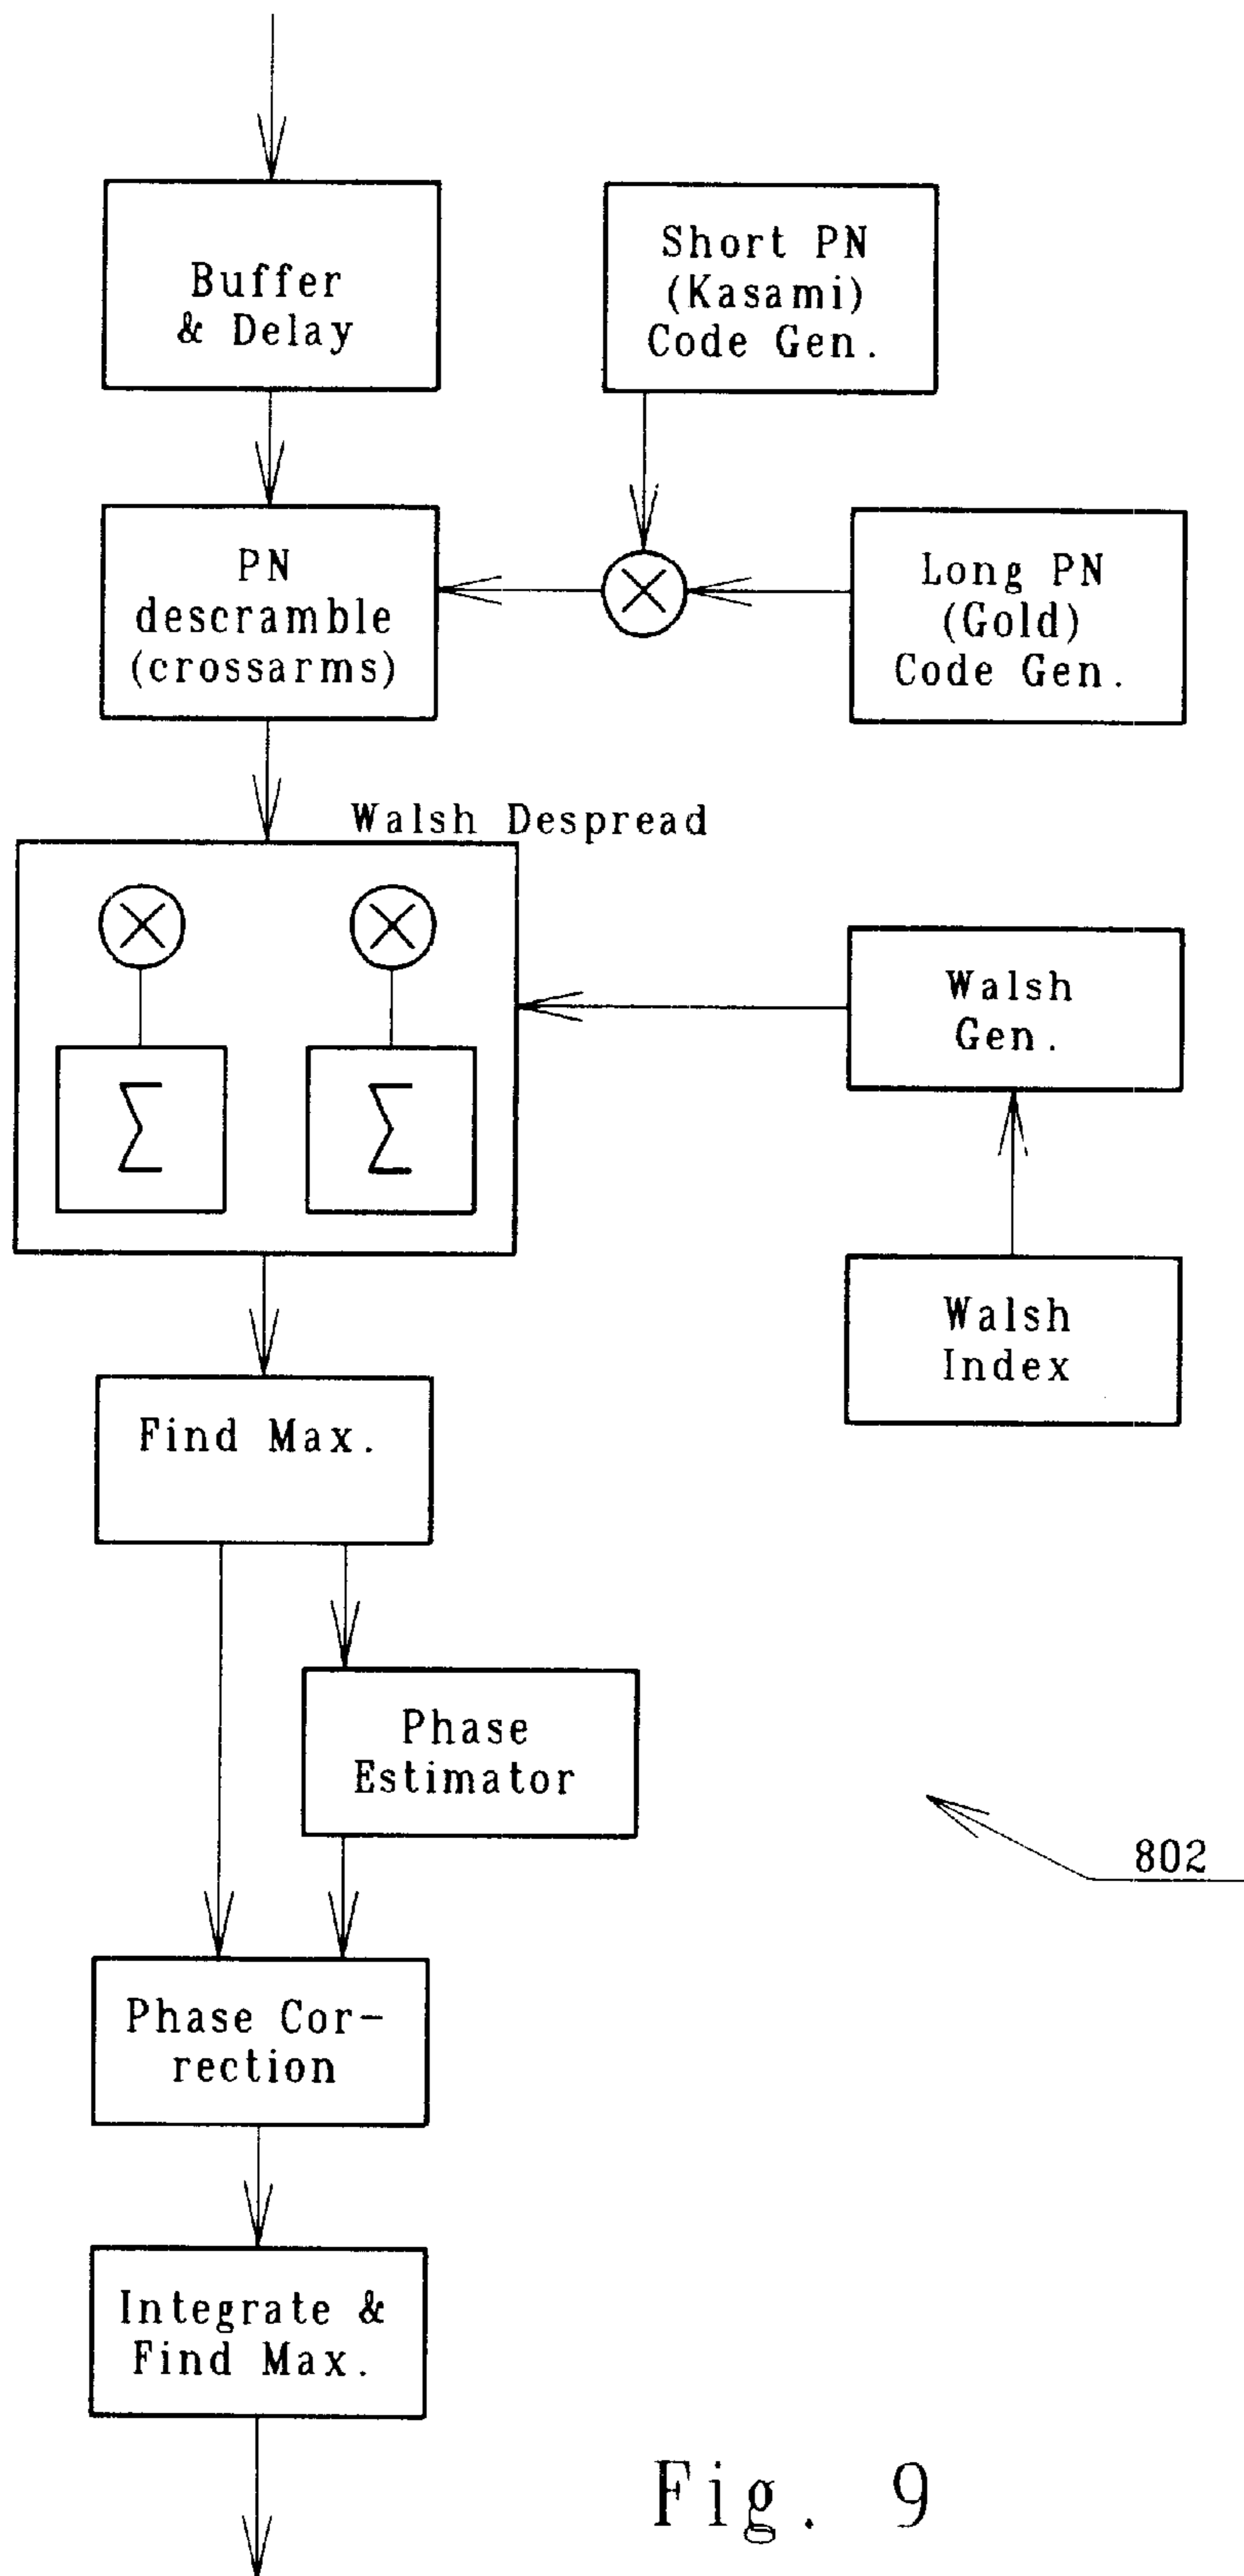 Buffer
& Delay
Short PN
(Kasami)
Code Gen.
PN
descramble
(crossarms)
Long PN
(Gold)
Code Gen.
Walsh Despread
Σ
Σ
Walsh
Gen.
Walsh
Index
Find Max.
Phase
Estimator
802
Phase Cor-
rection
Integrate &
Find Max.
Fig. 9